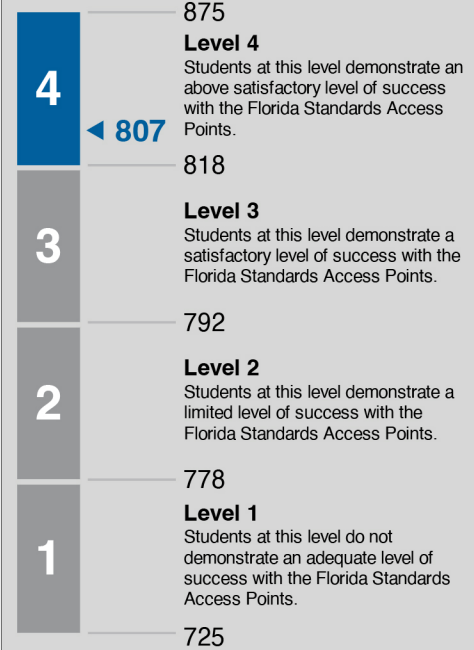 875
4
Level 4
Students at this level demonstrate an
above satisfactory level of success
with the Florida Standards Access
Points.
807
818
3
Level 3
Students at this level demonstrate a
satisfactory level of success with the
Florida Standards Access Points.
792
2
Level 2
Students at this level demonstrate a
limited level of success with the
Florida Standards Access Points.
778
1
Level 1
Students at this level do not
demonstrate an adequate level of
success with the Florida Standards
Access Points.
725